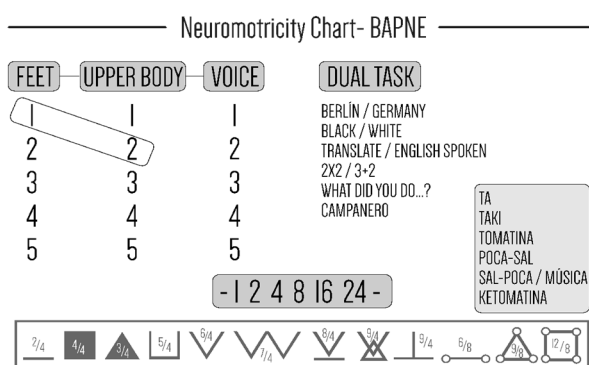 Neuromotricity Chart- BAPNE
FEET UPPER BODY VOICE
1 1 1
2 2 2
3 3 3
4 4 4
5 5 5
DUAL TASK
BERLÍN / GERMANY
BLACK / WHITE
TRANSLATE / ENGLISH SPOKEN
2X2 / 3+2
WHAT DID YOU DO...?
CAMPANERO
TA
TAKI
TOMATINA
POCA-SAL
SAL-POCA / MÚSICA
KETOMATINA
- 1 2 4 8 16 24 -
2/4 4/4 3/4 5/4 6/4 7/4 8/4 9/4 9/4 6/8 9/8 12/8